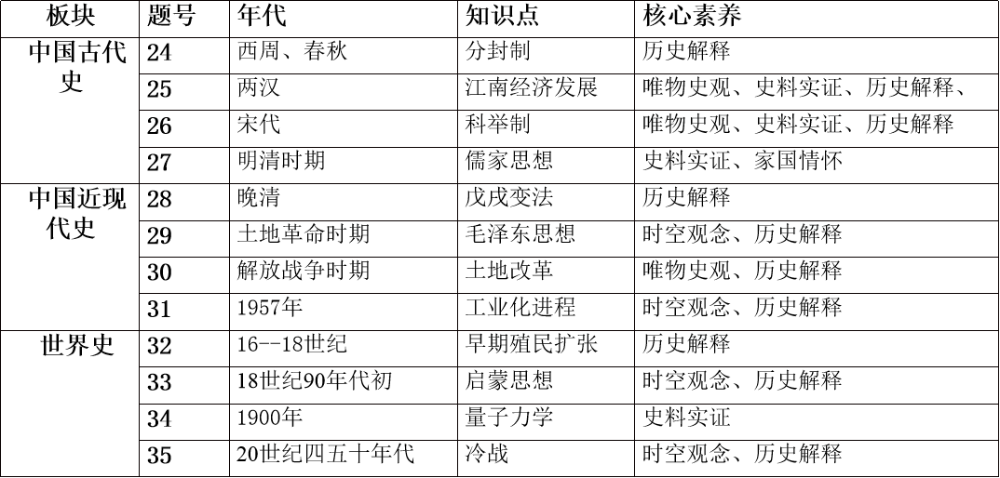 板块 题号 年代 知识点 核心素养
中国古代史 24 西周、春秋 分封制 历史解释
25 两汉 江南经济发展 唯物史观、史料实证、历史解释、
26 宋代 科举制 唯物史观、史料实证、历史解释
27 明清时期 儒家思想 史料实证、家国情怀
中国近现代史 28 晚清 戊戌变法 历史解释
29 土地革命时期 毛泽东思想 时空观念、历史解释
30 解放战争时期 土地改革 唯物史观、历史解释
31 1957年 工业化进程 时空观念、历史解释
世界史 32 16--18世纪 早期殖民扩张 历史解释
33 18世纪90年代初 启蒙思想 时空观念、历史解释
34 1900年 量子力学 史料实证
35 20世纪四五十年代 冷战 时空观念、历史解释